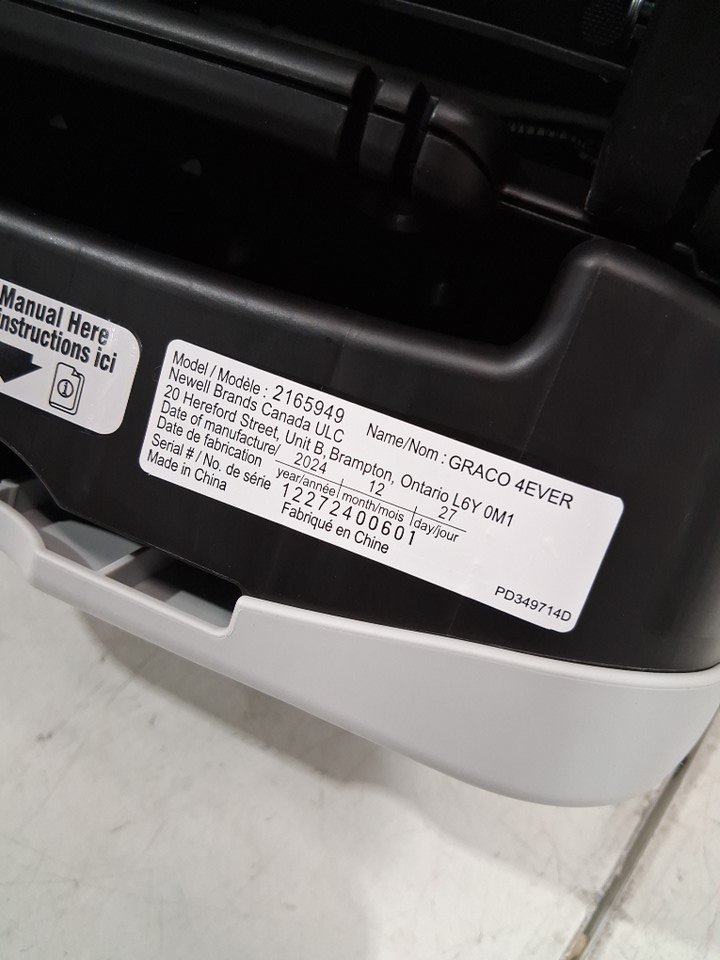 Manual Here
instructions ici
Model / Modèle : 2165949 Name/Nom : GRACO 4EVER
Newell Brands Canada ULC
20 Hereford Street, Unit B, Brampton, Ontario L6Y 0M1
Date of manufacture/ 2024 12 27
Date de fabrication year/année month/mois day/jour
Serial # / No. de série 12272400601
Made in China Fabriqué en Chine
PD349714D